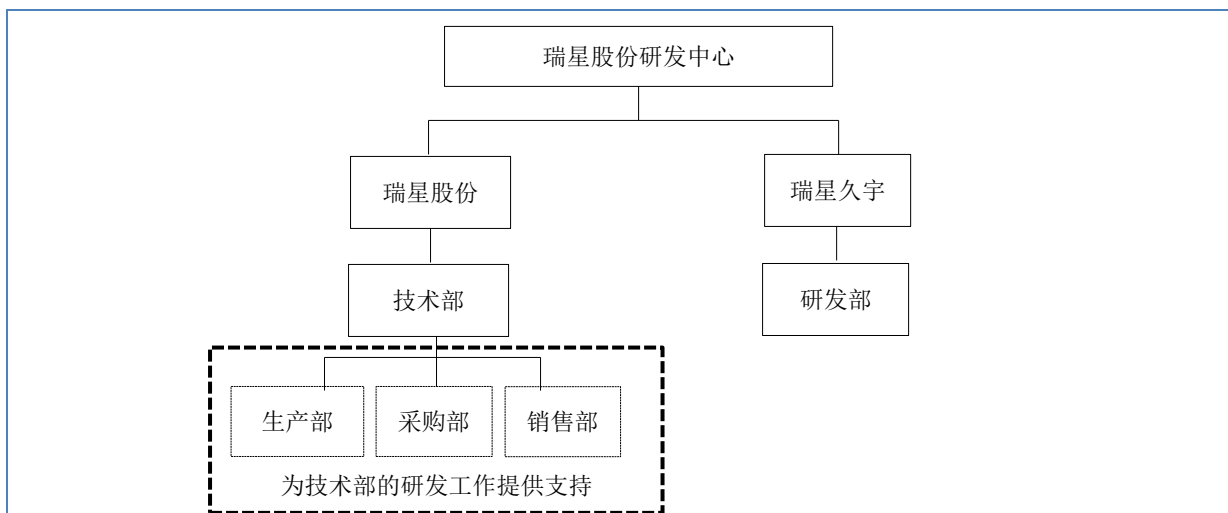 瑞星股份研发中心
瑞星股份
瑞星久宇
技术部
研发部
生产部
采购部
销售部
为技术部的研发工作提供支持